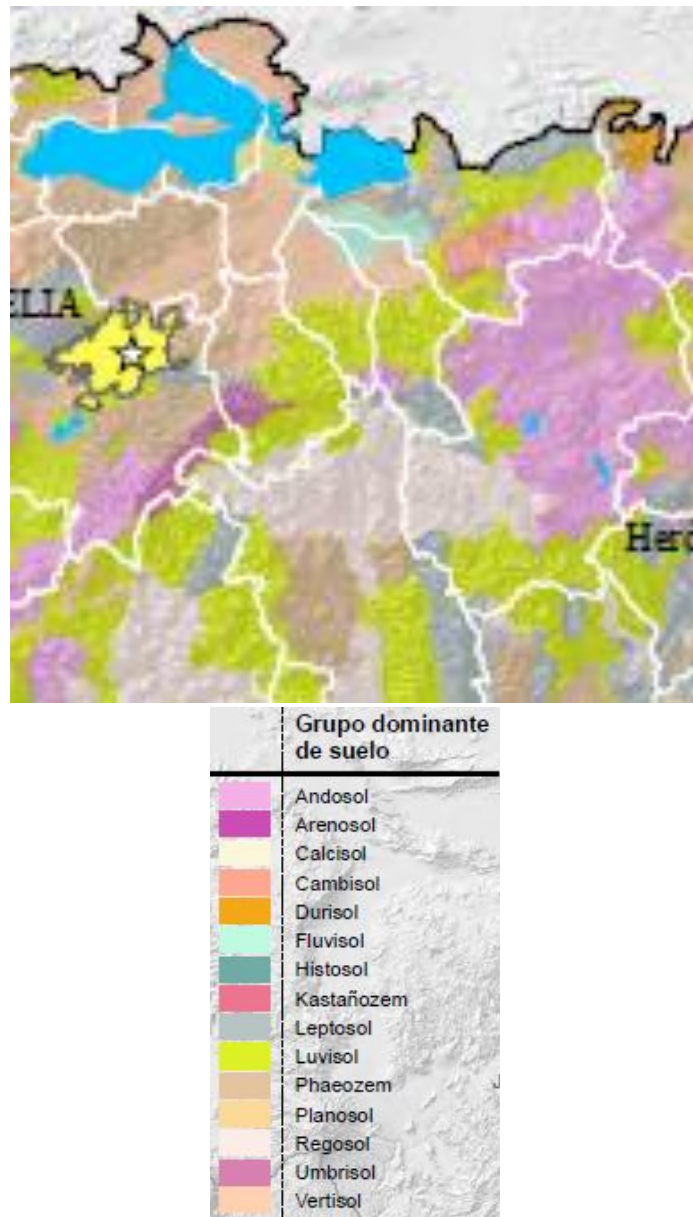 ELIA
Herc
Grupo dominante
de suelo
Andosol
Arenosol
Calcisol
Cambisol
Durisol
Fluvisol
Histosol
Kastañozem
Leptosol
Luvisol
Phaeozem
Planosol
Regosol
Umbrisol
Vertisol